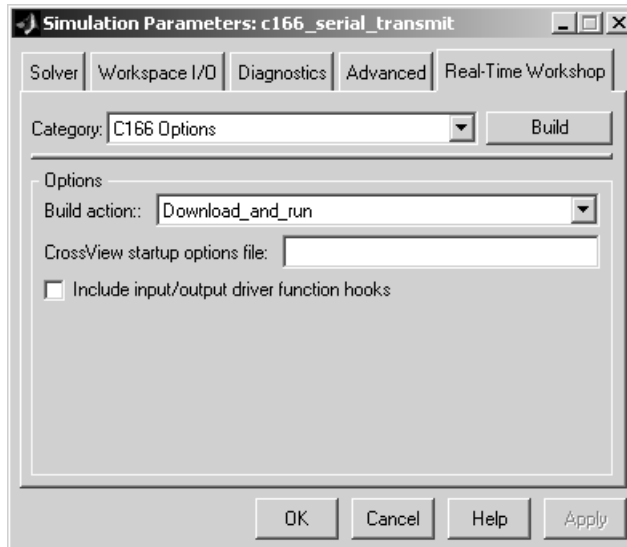 Simulation Parameters: c166_serial_transmit
Solver Workspace I/O Diagnostics Advanced Real-Time Workshop
Category: C166 Options Build
Options
Build action:: Download_and_run
CrossView startup options file:
Include input/output driver function hooks
OK Cancel Help Apply